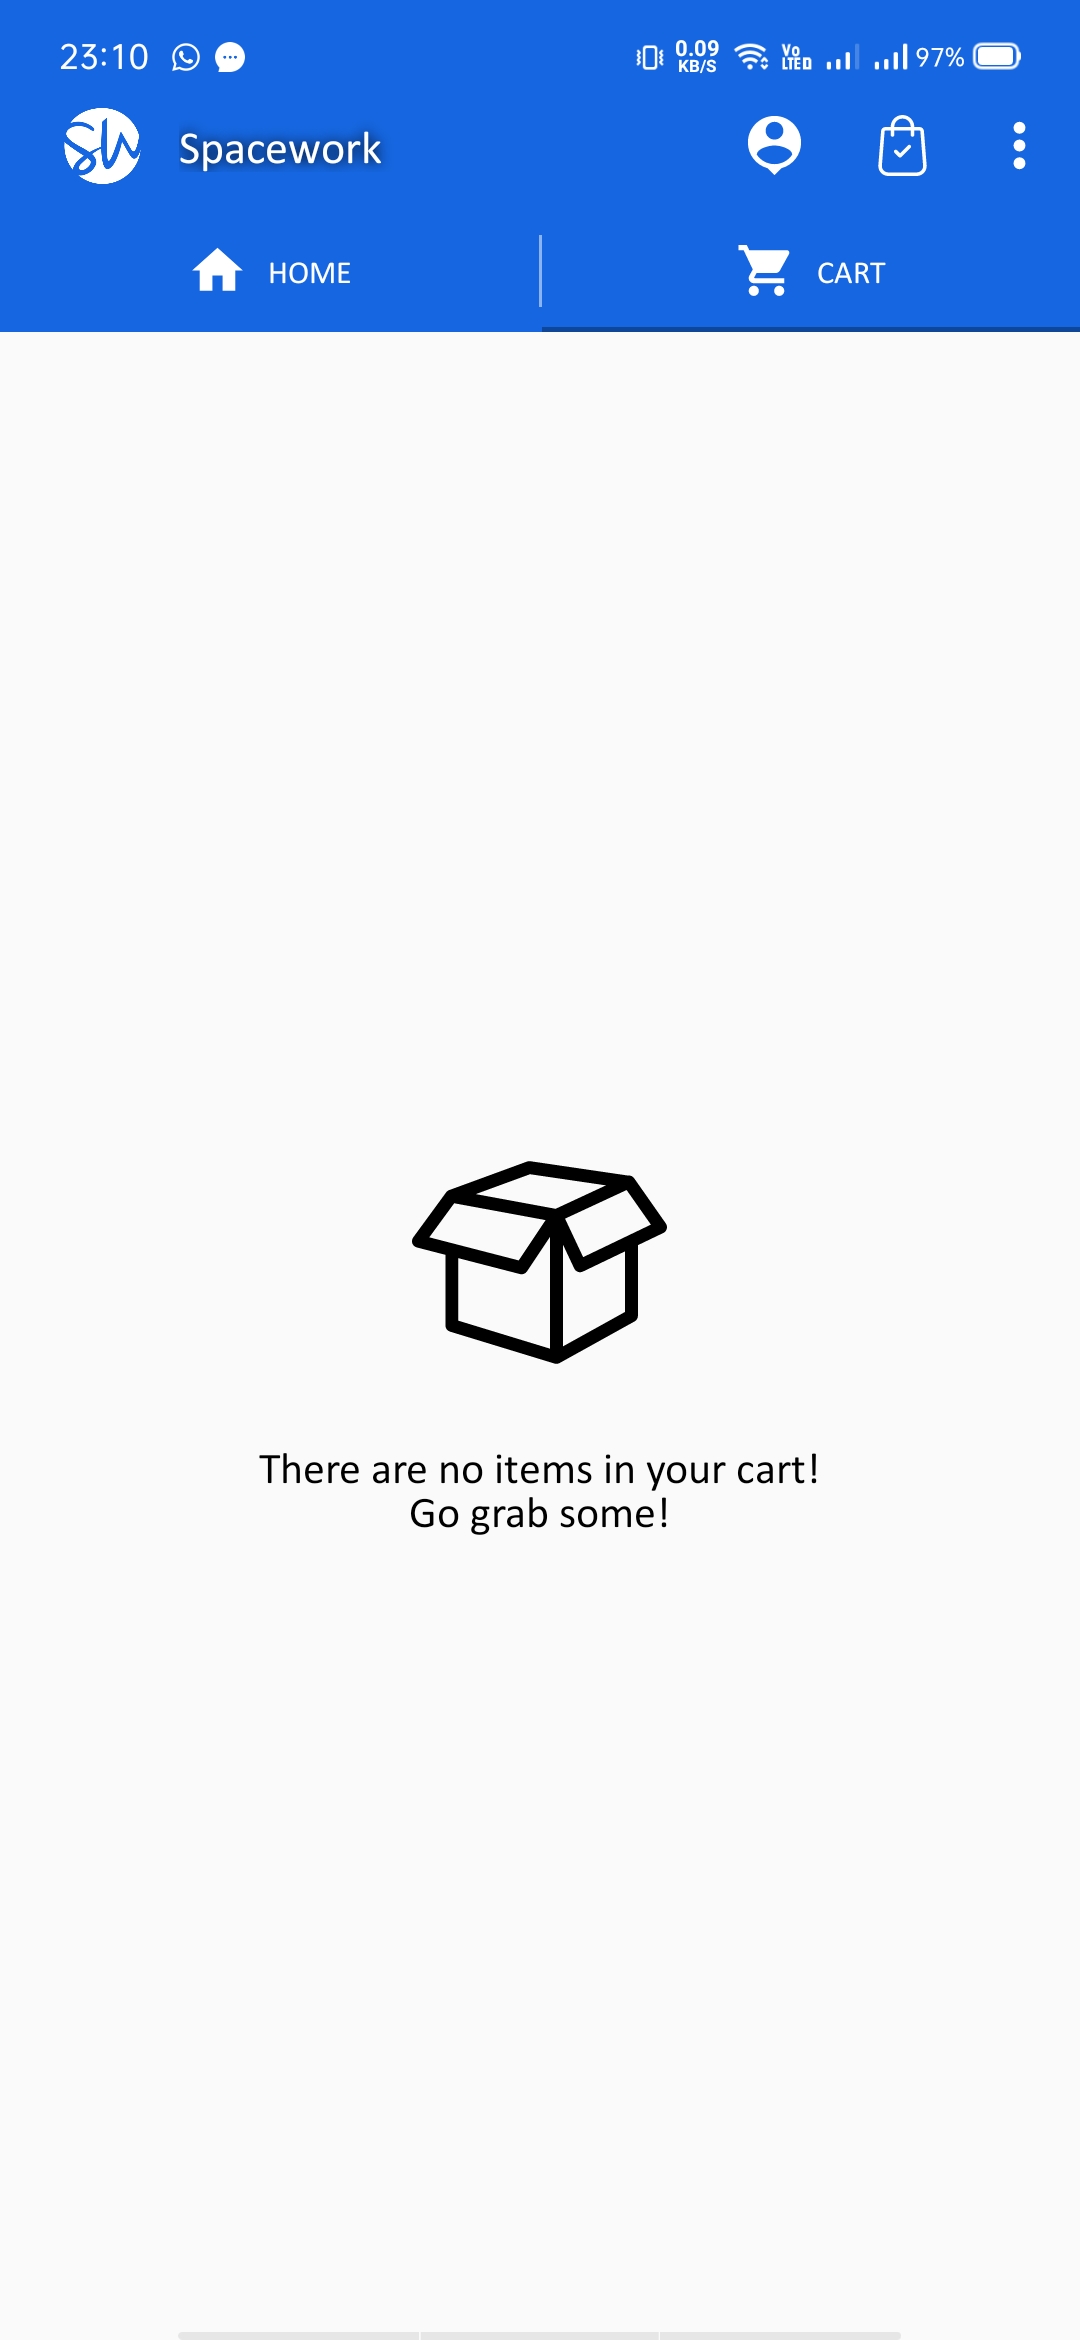 23:10
0.09
KB/S
Vo
LTE D
97%
SW
Spacework
HOME
CART
There are no items in your cart!
Go grab some!